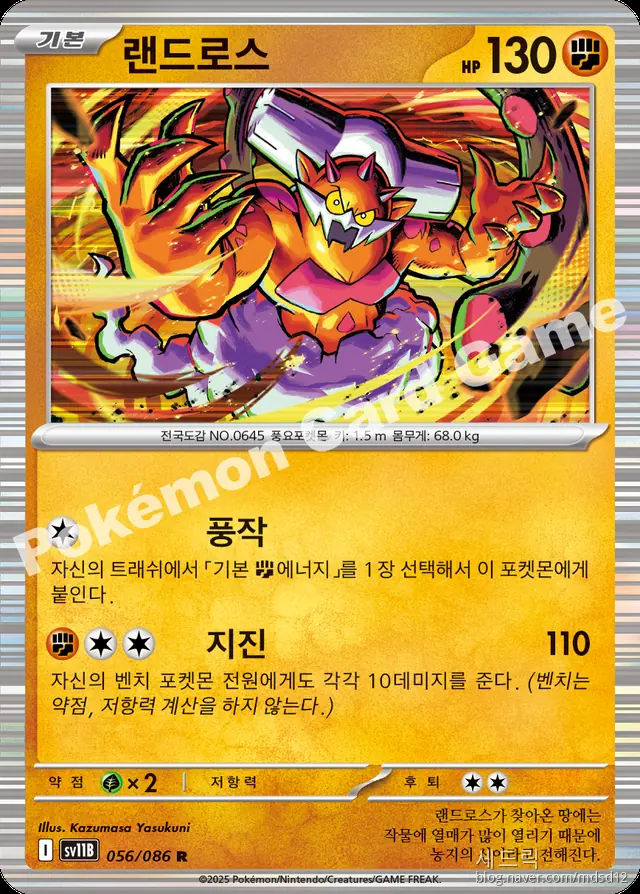 기본 랜드로스 HP 130
전국도감 NO.0645 풍요포켓몬 키: 1.5 m 몸무게: 68.0 kg
Pokémon Card Game
풍작
자신의 트래쉬에서 「기본 에너지」를 1장 선택해서 이 포켓몬에게
붙인다.
지진 110
자신의 벤치 포켓몬 전원에게도 각각 10데미지를 준다. (벤치는
약점, 저항력 계산을 하지 않는다.)
약점 ×2 저항력 후퇴
Illus. Kazumasa Yasukuni
I sv11B 056/086 R
랜드로스가 찾아온 땅에는
작물에 열매가 많이 열리기 때문에
농지의 신이라 전해진다.
세드릭
blog.naver.com/mdsd12
©2025 Pokémon/Nintendo/Creatures/GAME FREAK.